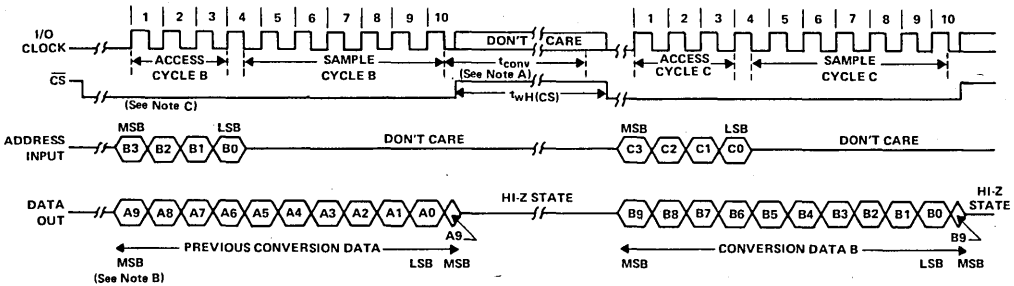 1 2 3 4 5 6 7 8 9 10 1 2 3 4 5 6 7 8 9 10
I/O
CLOCK
DON'T CARE
ACCESS
CYCLE B
SAMPLE
CYCLE B
tconv
(See Note A)
ACCESS
CYCLE C
SAMPLE
CYCLE C
CS
(See Note C)
twH(CS)
MSB LSB MSB LSB
ADDRESS
INPUT
B3 B2 B1 B0 DON'T CARE C3 C2 C1 C0 DON'T CARE
HI-Z STATE
HI-Z
STATE
DATA
OUT
A9 A8 A7 A6 A5 A4 A3 A2 A1 A0 B9 B8 B7 B6 B5 B4 B3 B2 B1 B0
A9 B9
PREVIOUS CONVERSION DATA CONVERSION DATA B
MSB LSB MSB MSB LSB MSB
(See Note B)